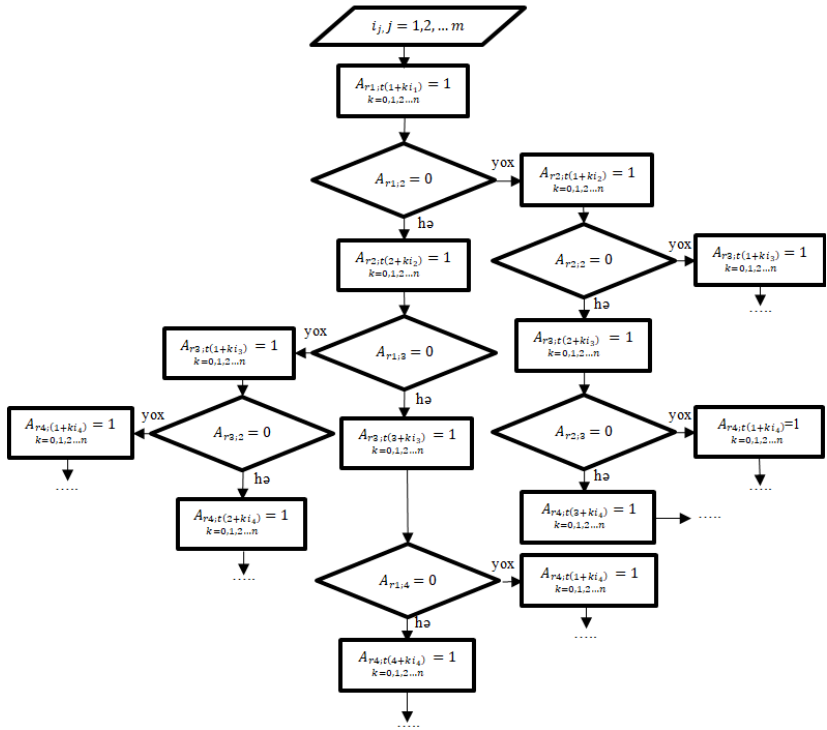 i_j, j = 1,2, … m
A_{r1;t(1+ki_1)} = 1
k=0,1,2…n
yox
A_{r1;2} = 0
A_{r2;t(1+ki_2)} = 1
k=0,1,2…n
hə
A_{r2;t(2+ki_2)} = 1
k=0,1,2…n
yox
A_{r2;2} = 0
A_{r3;t(1+ki_3)} = 1
k=0,1,2…n
.....
hə
yox
A_{r3;t(1+ki_3)} = 1
k=0,1,2…n
A_{r1;3} = 0
A_{r3;t(2+ki_3)} = 1
k=0,1,2…n
hə
yox
A_{r4;(1+ki_4)} = 1
k=0,1,2…n
.....
A_{r3;2} = 0
A_{r3;t(3+ki_3)} = 1
k=0,1,2…n
yox
A_{r2;3} = 0
A_{r4;t(1+ki_4)}=1
k=0,1,2…n
.....
hə
hə
A_{r4;t(2+ki_4)} = 1
k=0,1,2…n
.....
A_{r4;t(3+ki_4)} = 1
k=0,1,2…n
.....
yox
A_{r1;4} = 0
A_{r4;t(1+ki_4)} = 1
k=0,1,2…n
.....
hə
A_{r4;t(4+ki_4)} = 1
k=0,1,2…n
.....